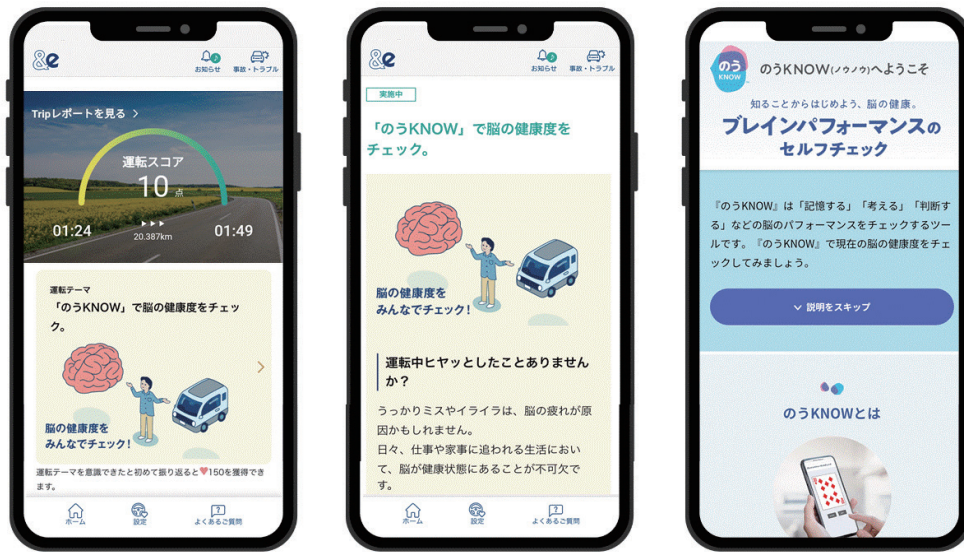 &e
お知らせ
事故・トラブル
Tripレポートを見る >
運転スコア
10 点
01:24
20.387km
01:49
運転テーマ
「のうKNOW」で脳の健康度をチェッ
ク。
脳の健康度を
みんなでチェック!
運転テーマを意識できたと初めて振り返ると♥150を獲得でき
ます。
ホーム
設定
よくあるご質問
&e
お知らせ
事故・トラブル
実施中
「のうKNOW」で脳の健康度を
チェック。
脳の健康度を
みんなでチェック!
運転中ヒヤッとしたことありません
か?
うっかりミスやイライラは、脳の疲れが原
因かもしれません。
日々、仕事や家事に追われる生活におい
て、脳が健康状態にあることが不可欠で
す。
ホーム
設定
よくあるご質問
のう
KNOW
のうKNOW(ノウノウ)へようこそ
知ることからはじめよう、脳の健康。
ブレインパフォーマンスの
セルフチェック
『のうKNOW』は「記憶する」「考える」「判断す
る」などの脳のパフォーマンスをチェックするツー
ルです。『のうKNOW』で現在の脳の健康度をチェ
ックしてみましょう。
説明をスキップ
のうKNOWとは